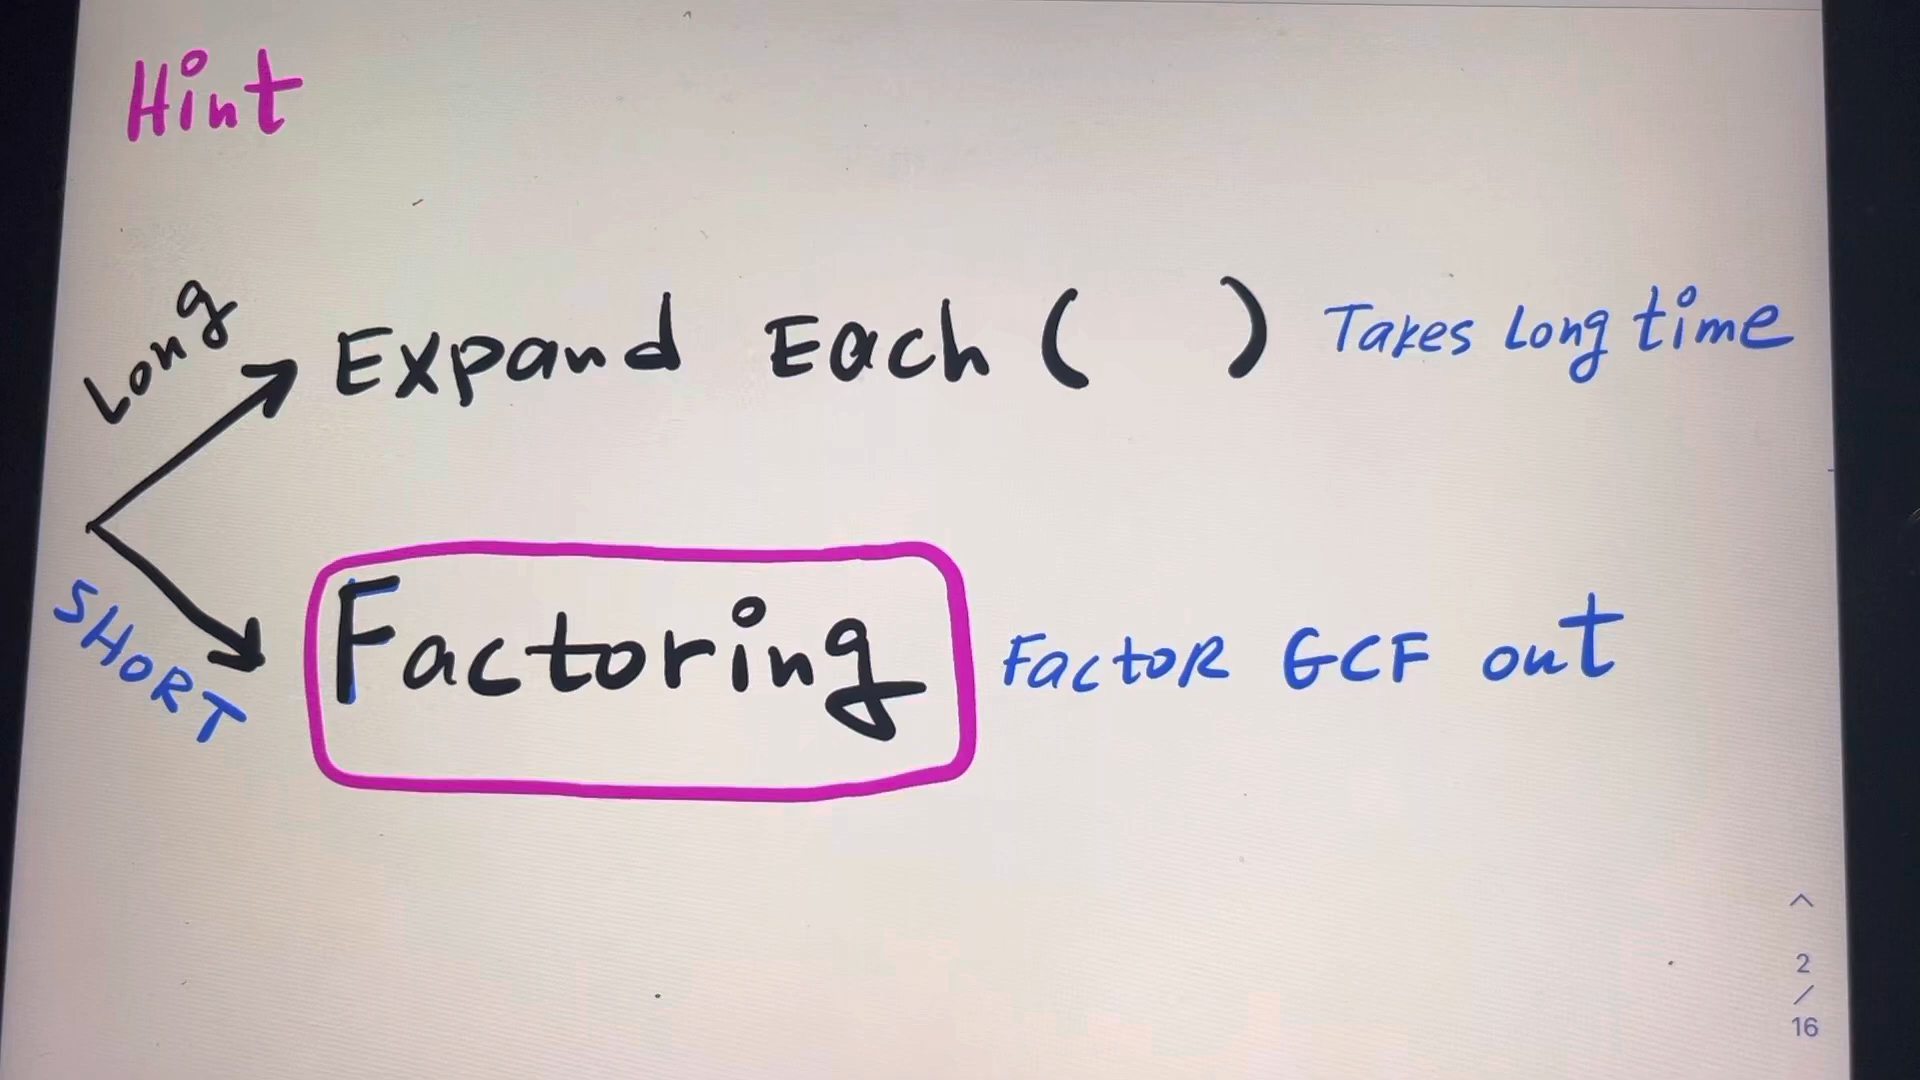 Hint
Long
Expand Each ( ) Takes Long time
SHORT
Factoring Factor GCF out
2
/
16